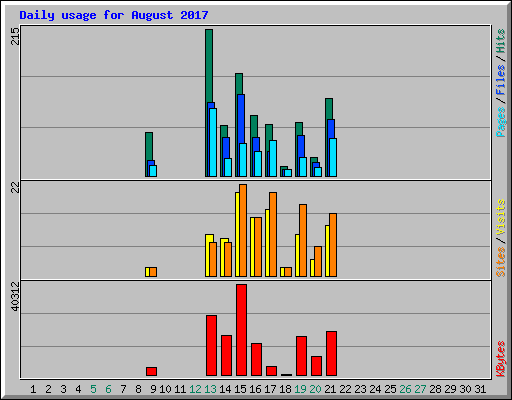 Daily usage for August 2017
215
22
40312
Pages/Files/Hits
Sites/Visits
KBytes
1 2 3 4 5 6 7 8 9 10 11 12 13 14 15 16 17 18 19 20 21 22 23 24 25 26 27 28 29 30 31